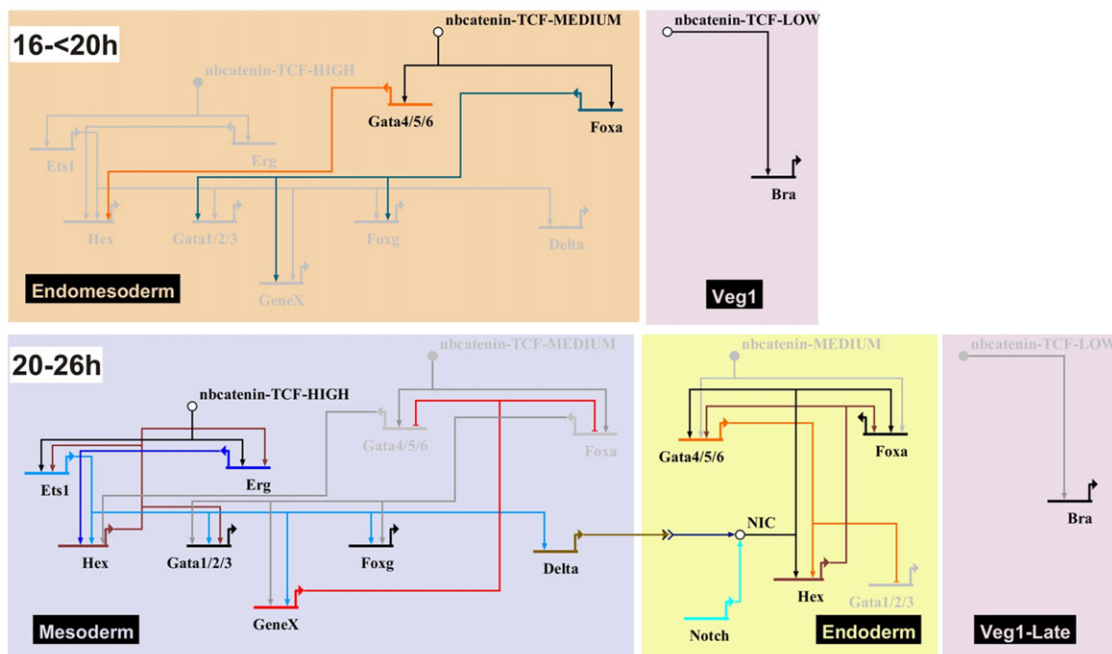 16-<20h
nbcatenin-TCF-MEDIUM
nbcatenin-TCF-LOW
nbcatenin-TCF-HIGH
Gata4/5/6
Foxa
Ets1
Erg
Bra
Hex
Gata1/2/3
Foxg
Delta
GeneX
Endomesoderm
Veg1
20-26h
nbcatenin-TCF-MEDIUM
nbcatenin-MEDIUM
nbcatenin-TCF-LOW
nbcatenin-TCF-HIGH
Gata4/5/6
Foxa
Gata4/5/6
Foxa
Ets1
Erg
Bra
NIC
Hex
Gata1/2/3
Foxg
Delta
Hex
Gata1/2/3
GeneX
Notch
Mesoderm
Endoderm
Veg1-Late